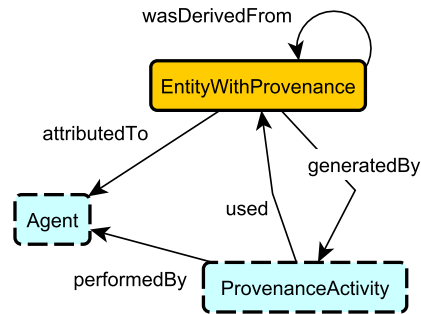 wasDerivedFrom
EntityWithProvenance
attributedTo
generatedBy
Agent
used
performedBy
ProvenanceActivity